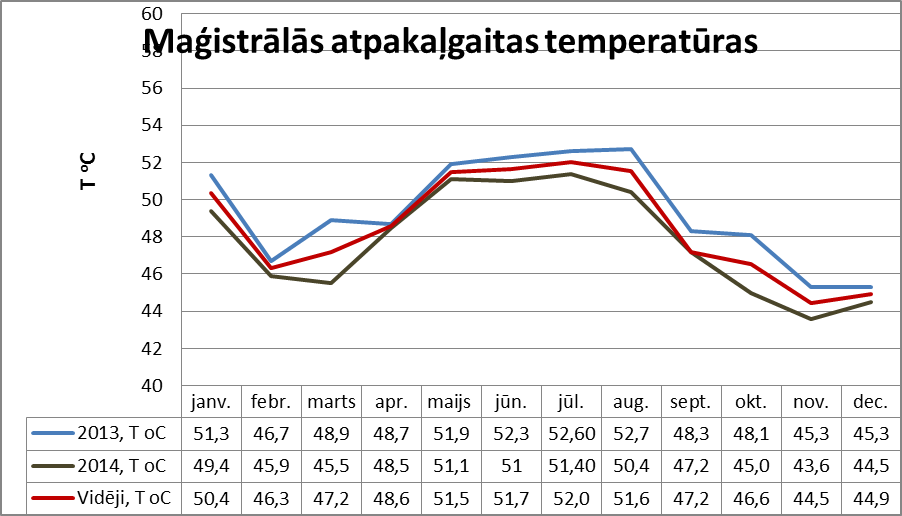 Maģistrālās atpakaļgaitas temperatūras
60
58
56
54
52
50
48
46
44
42
40
T ºC
janv. febr. marts apr. maijs jūn. jūl. aug. sept. okt. nov. dec.
2013, T oC 51,3 46,7 48,9 48,7 51,9 52,3 52,60 52,7 48,3 48,1 45,3 45,3
2014, T oC 49,4 45,9 45,5 48,5 51,1 51 51,40 50,4 47,2 45,0 43,6 44,5
Vidēji, T oC 50,4 46,3 47,2 48,6 51,5 51,7 52,0 51,6 47,2 46,6 44,5 44,9